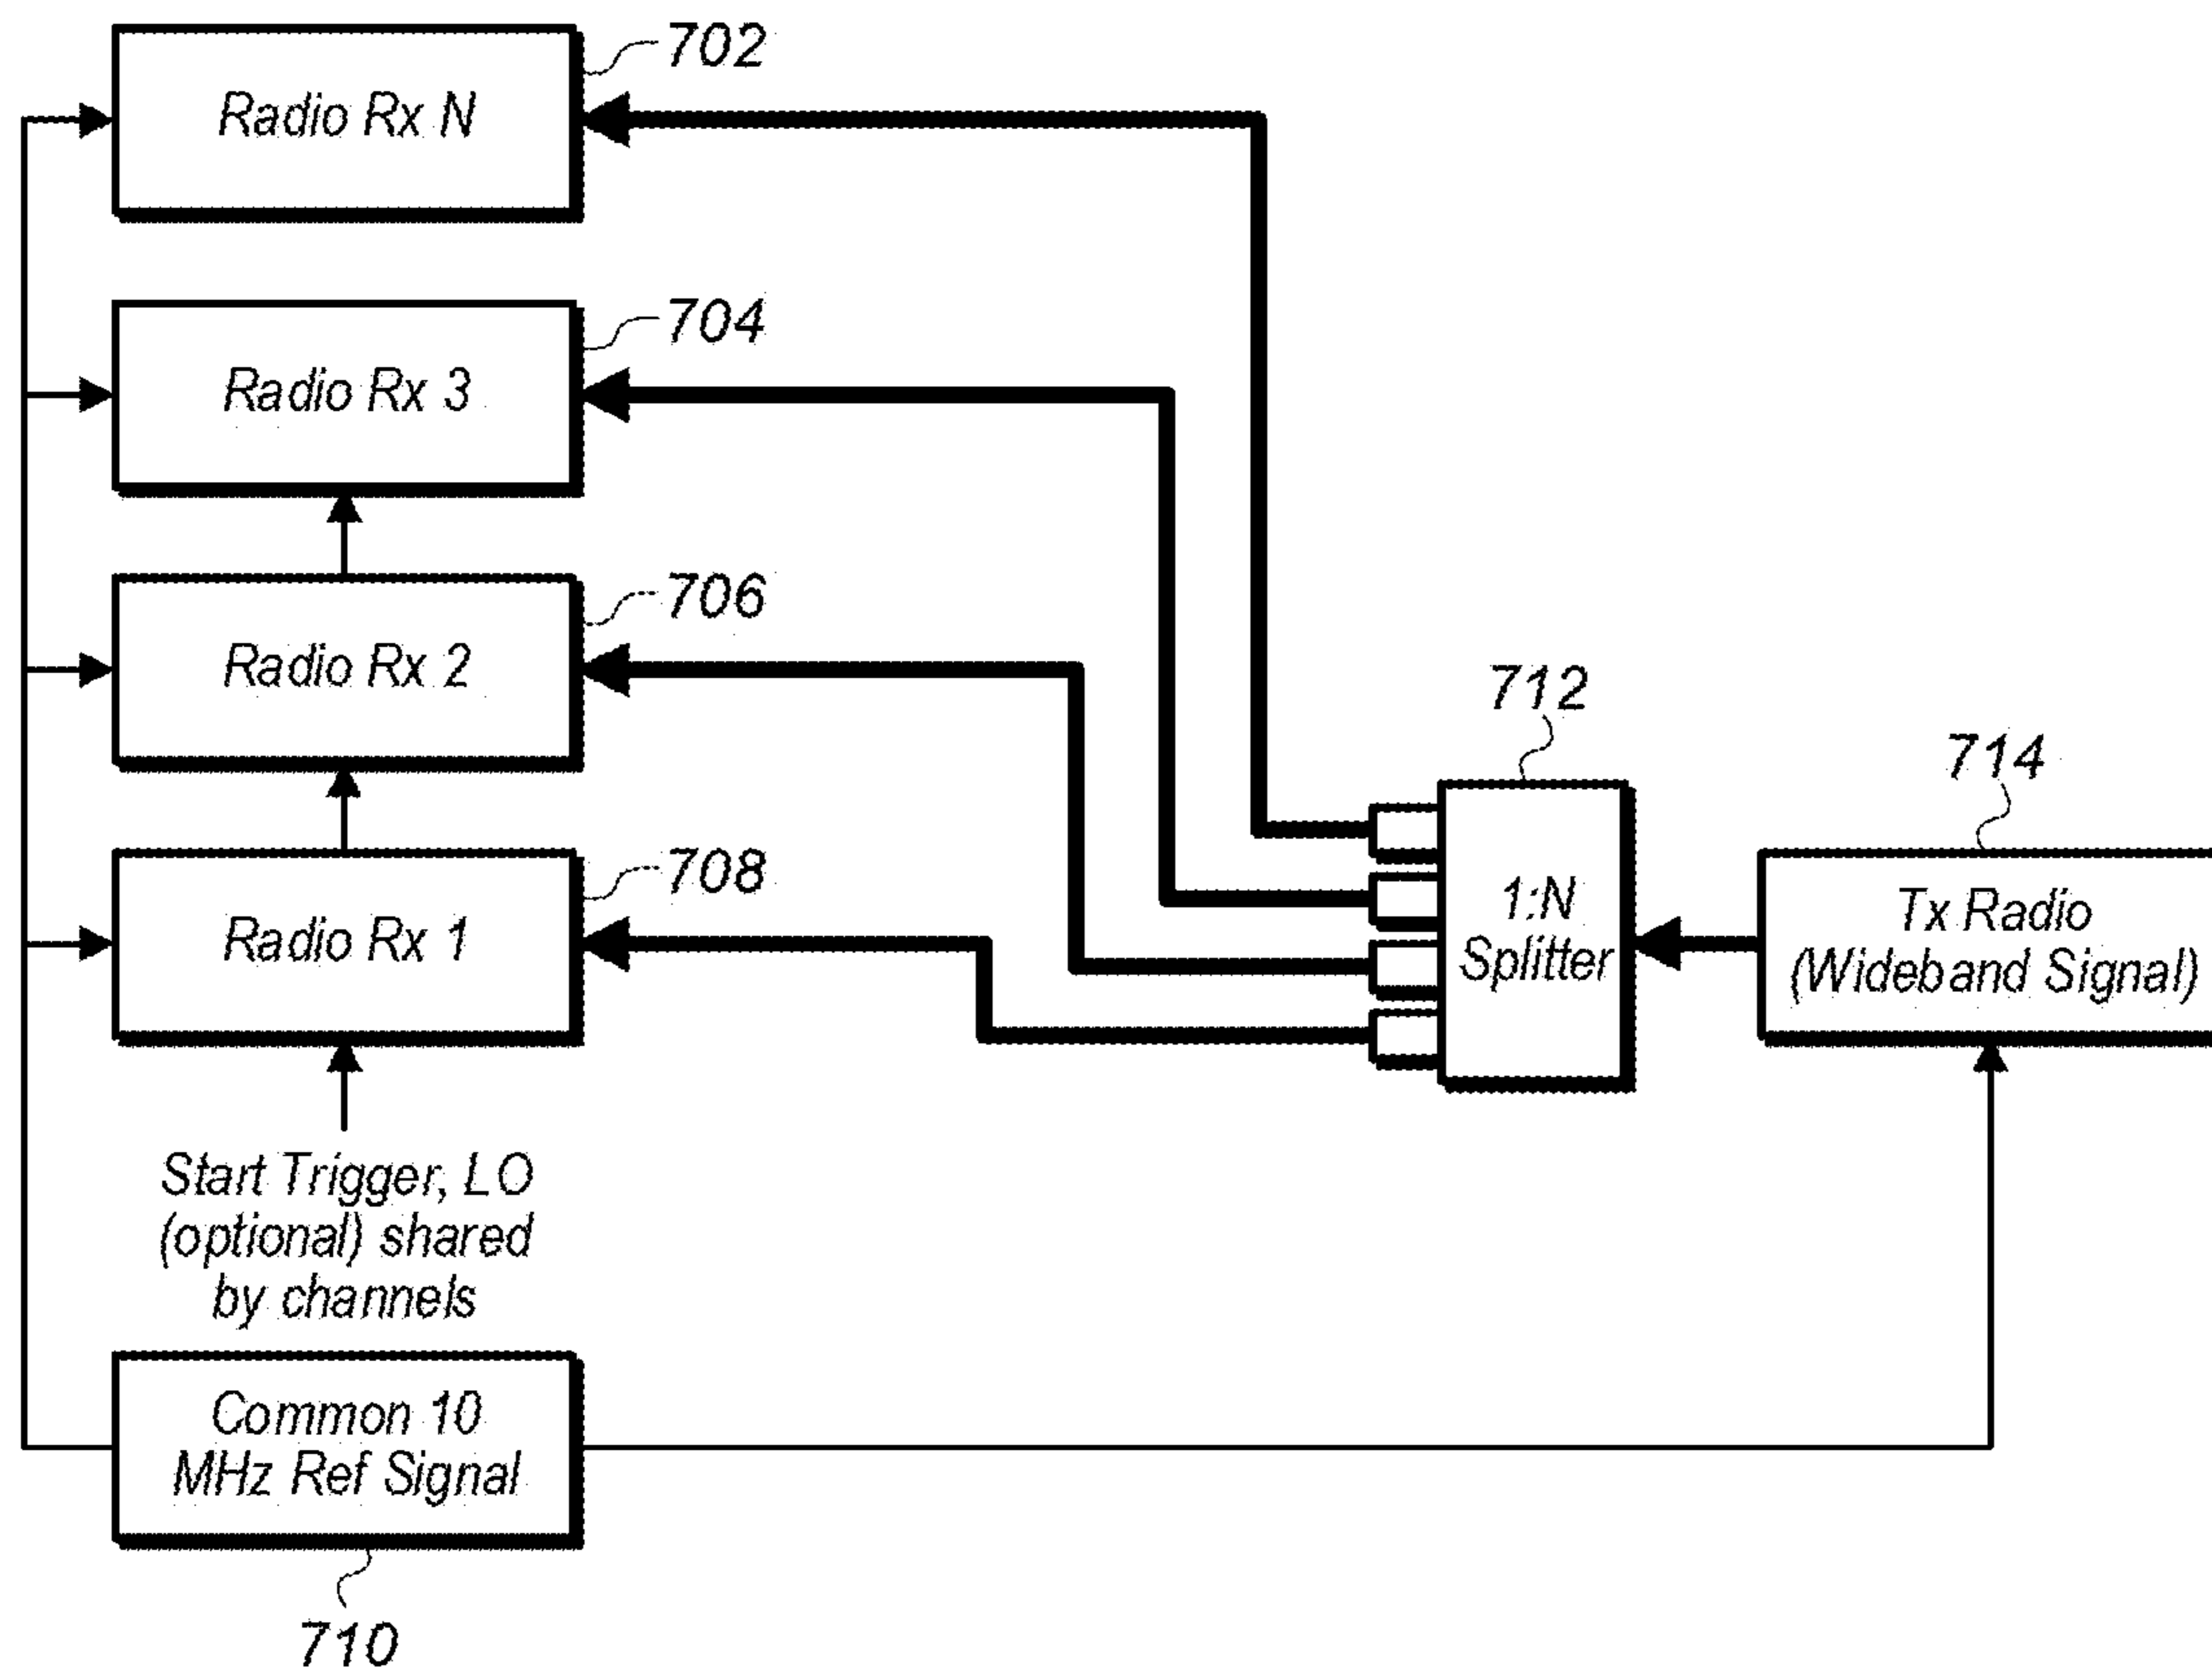 702
Radio Rx N
704
Radio Rx 3
706
Radio Rx 2
712
714
708
Radio Rx 1
1:N
Splitter
Tx Radio
(Wideband Signal)
Start Trigger, LO
(optional) shared
by channels
Common 10
MHz Ref Signal
710